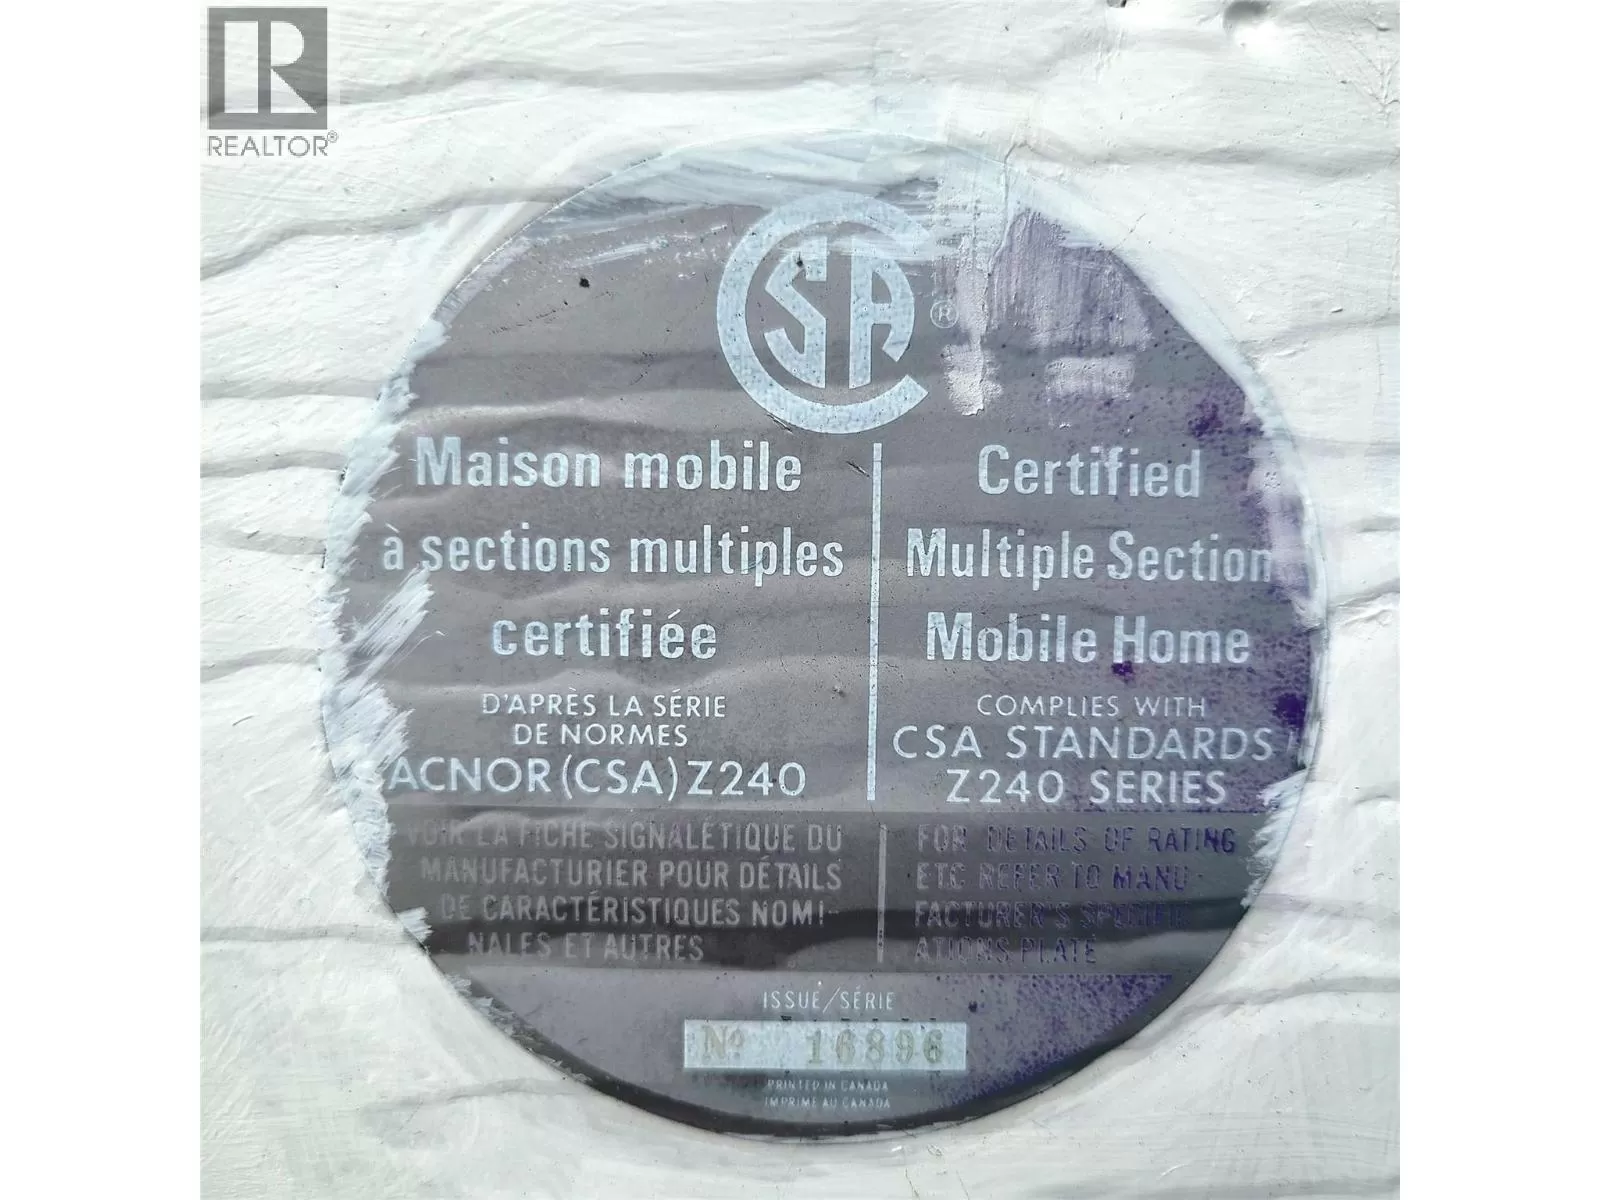 REALTOR®
CSA®
Maison mobile
à sections multiples
certifiée
D'APRÈS LA SÉRIE
DE NORMES
ACNOR (CSA) Z240
VOIR LA FICHE SIGNALÉTIQUE DU
MANUFACTURIER POUR DÉTAILS
DE CARACTÉRISTIQUES NOMI-
NALES ET AUTRES
Certified
Multiple Section
Mobile Home
COMPLIES WITH
CSA STANDARDS
Z240 SERIES
FOR DETAILS OF RATING
ETC REFER TO MANU-
FACTURER'S SPECIFIC-
ATIONS PLATE
ISSUE/SÉRIE
Nº 16896
PRINTED IN CANADA
IMPRIMÉ AU CANADA